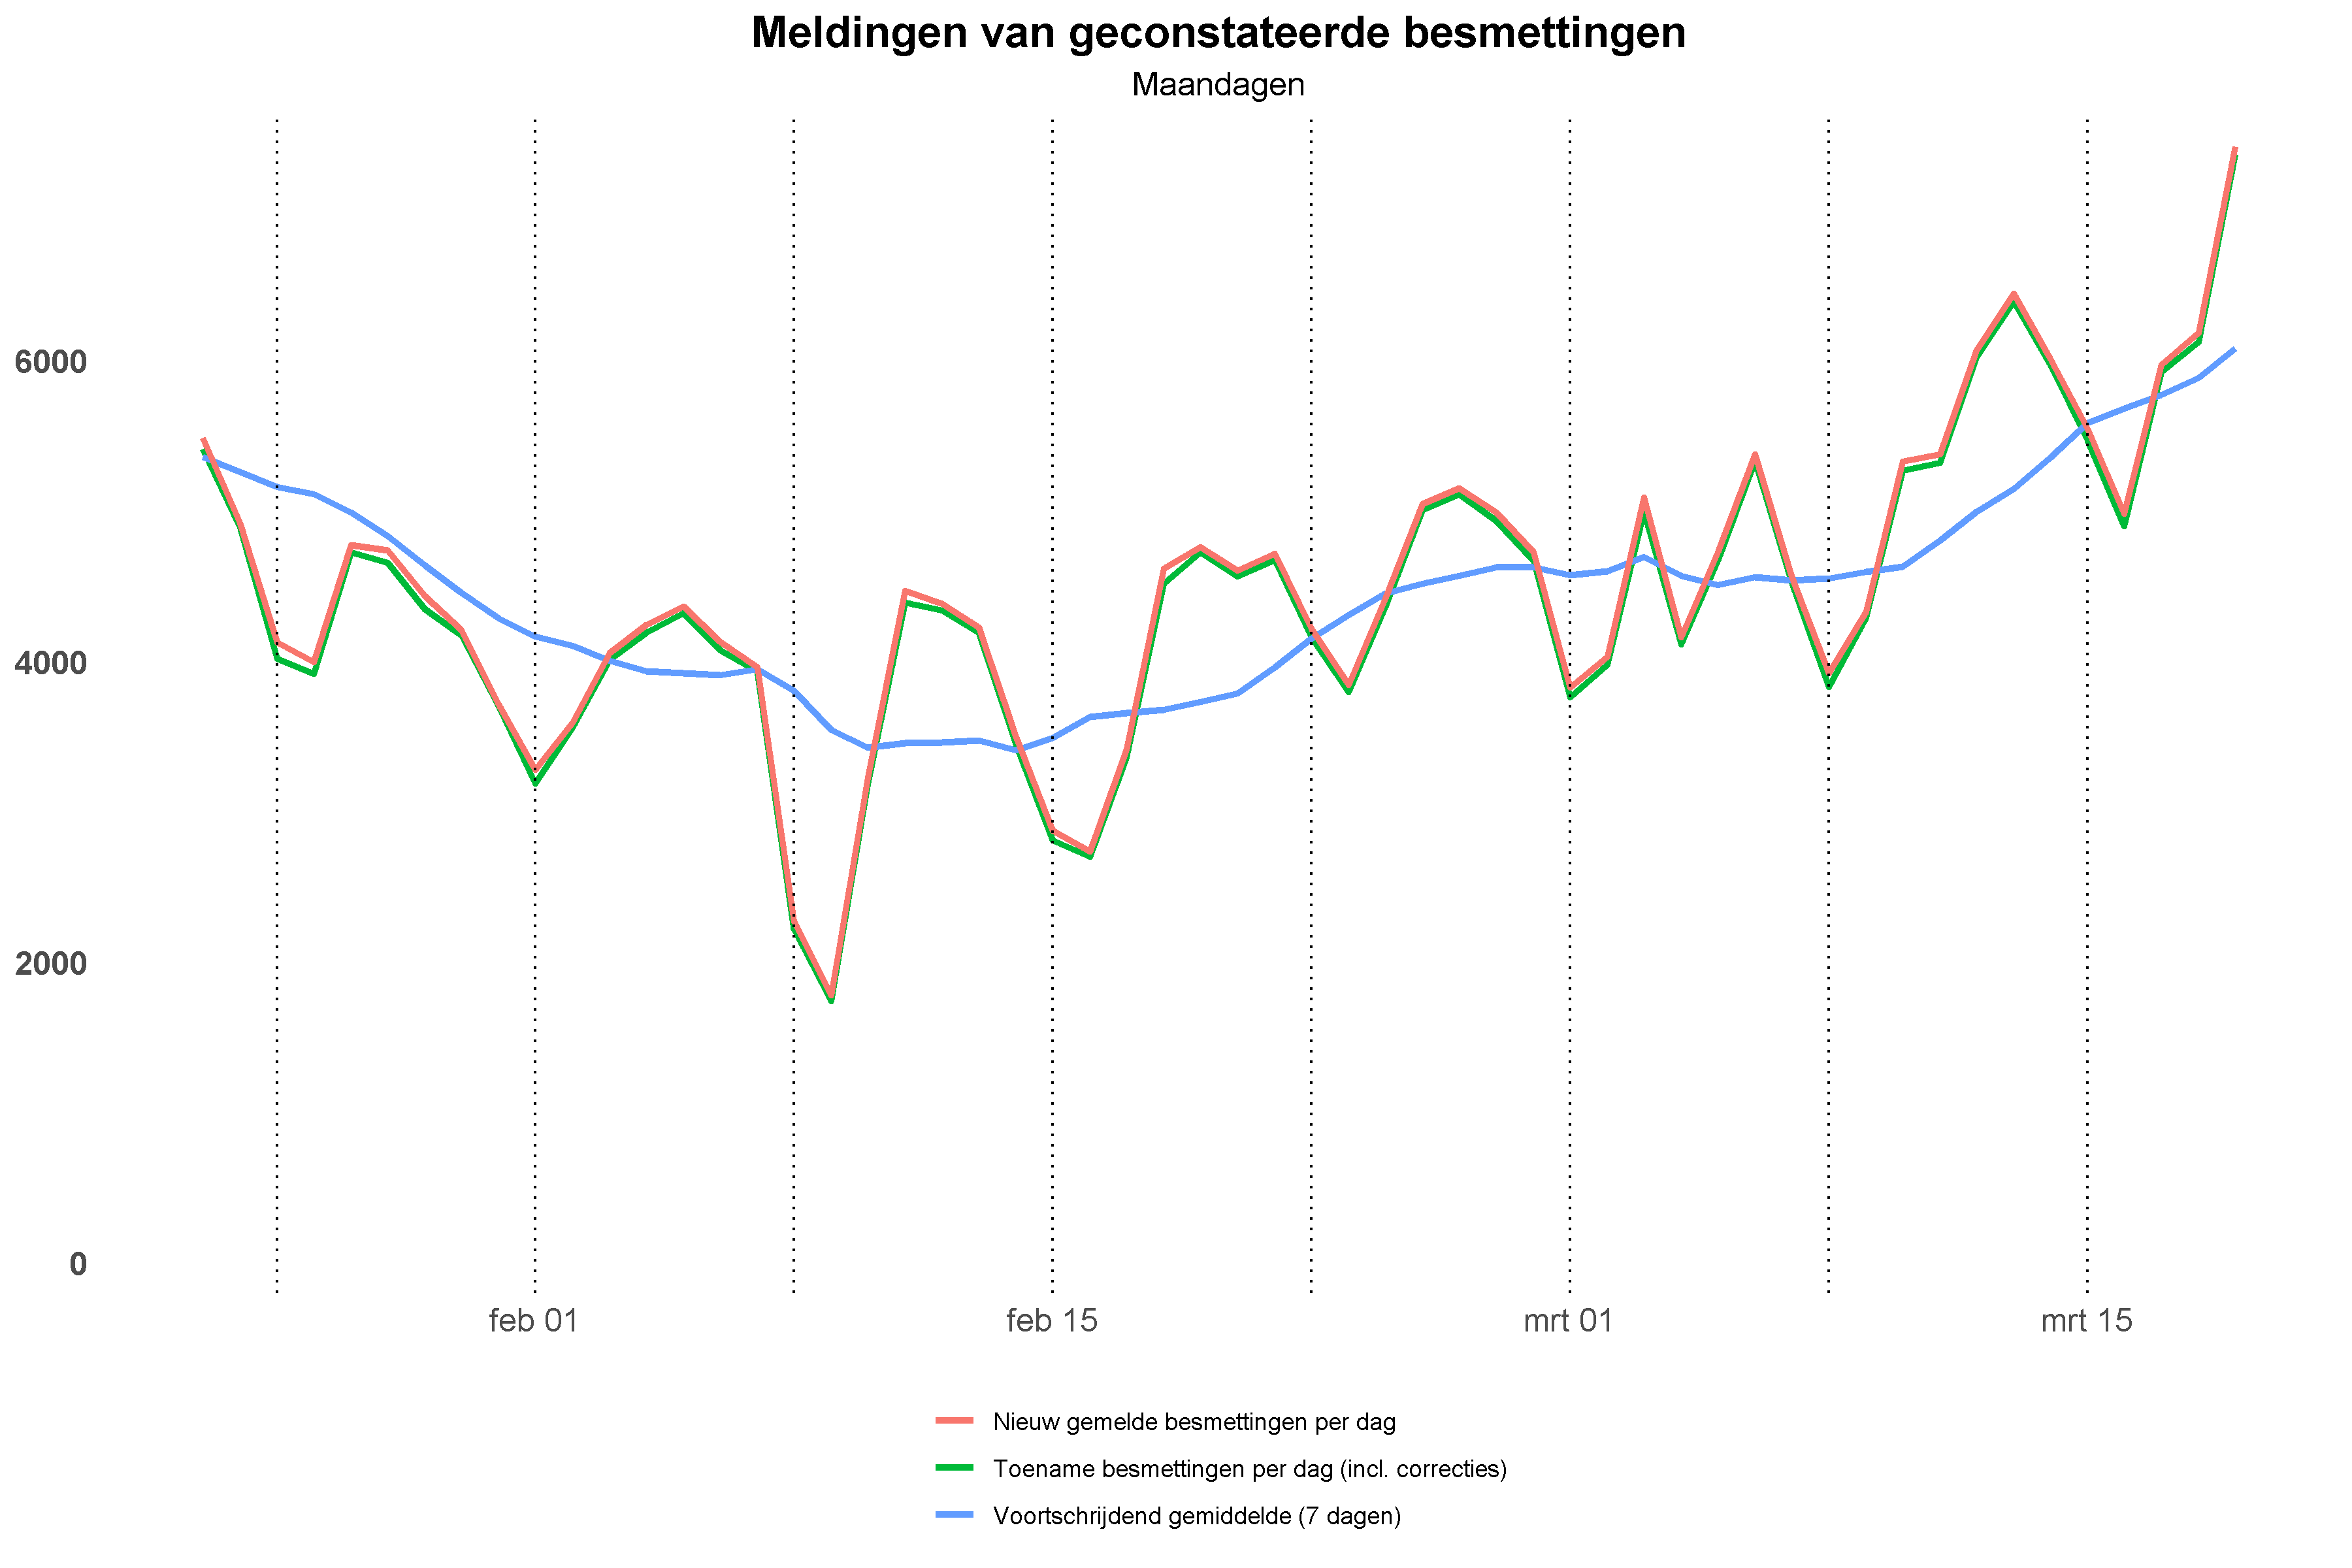 Meldingen van geconstateerde besmettingen
Maandagen
6000
4000
2000
0
feb 01
feb 15
mrt 01
mrt 15
Nieuw gemelde besmettingen per dag
Toename besmettingen per dag (incl. correcties)
Voortschrijdend gemiddelde (7 dagen)